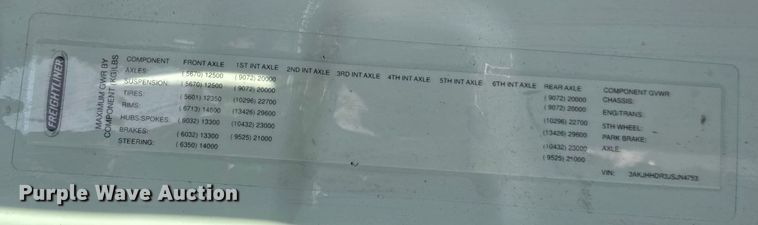 FREIGHTLINER
MAXIMUM GWR BY
COMPONENT KG/LBS
COMPONENT FRONT AXLE 1ST INT AXLE 2ND INT AXLE 3RD INT AXLE 4TH INT AXLE 5TH INT AXLE 6TH INT AXLE REAR AXLE COMPONENT GVWR:
AXLES: ( 5670) 12500 ( 9072) 20000 ( 9072) 20000 CHASSIS:
SUSPENSION: ( 5670) 12500 ( 9072) 20000 ( 9072) 20000 ENG/TRANS:
TIRES: ( 5601) 12350 (10296) 22700 (10296) 22700 5TH WHEEL:
RIMS: ( 6713) 14800 (13426) 29600 (13426) 29600 PARK BRAKE:
HUBS/SPOKES: ( 6032) 13300 (10432) 23000 (10432) 23000 AXLE:
BRAKES: ( 6032) 13300 ( 9525) 21000 ( 9525) 21000
STEERING: ( 6350) 14000
VIN: 3AKJHHDR3JSJN4753
Purple Wave Auction